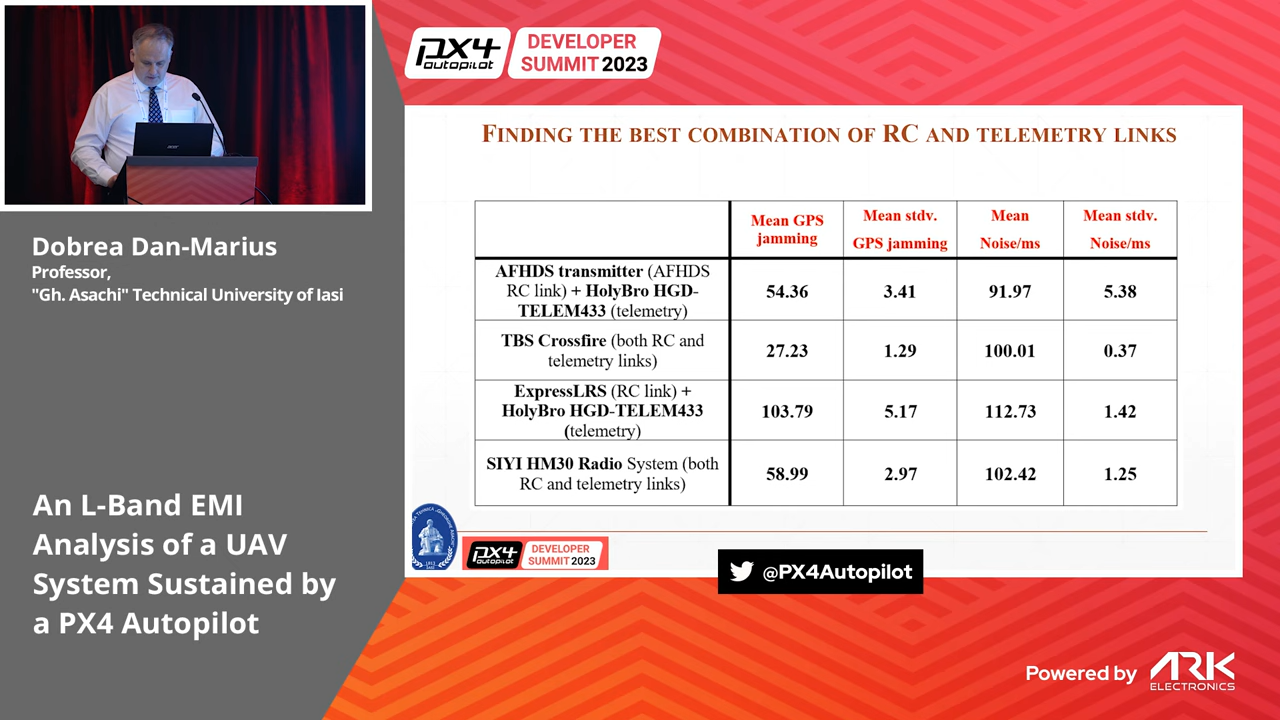 px4
autopilot
DEVELOPER
SUMMIT 2023
Dobrea Dan-Marius
Professor,
"Gh. Asachi" Technical University of Iasi
An L-Band EMI
Analysis of a UAV
System Sustained by
a PX4 Autopilot
FINDING THE BEST COMBINATION OF RC AND TELEMETRY LINKS
Mean GPS
jamming
Mean stdv.
GPS jamming
Mean
Noise/ms
Mean stdv.
Noise/ms
AFHDS transmitter (AFHDS
RC link) + HolyBro HGD-
TELEM433 (telemetry)
54.36
3.41
91.97
5.38
TBS Crossfire (both RC and
telemetry links)
27.23
1.29
100.01
0.37
ExpressLRS (RC link) +
HolyBro HGD-TELEM433
(telemetry)
103.79
5.17
112.73
1.42
SIYI HM30 Radio System (both
RC and telemetry links)
58.99
2.97
102.42
1.25
px4
autopilot
DEVELOPER
SUMMIT 2023
@PX4Autopilot
Powered by
ARK
ELECTRONICS